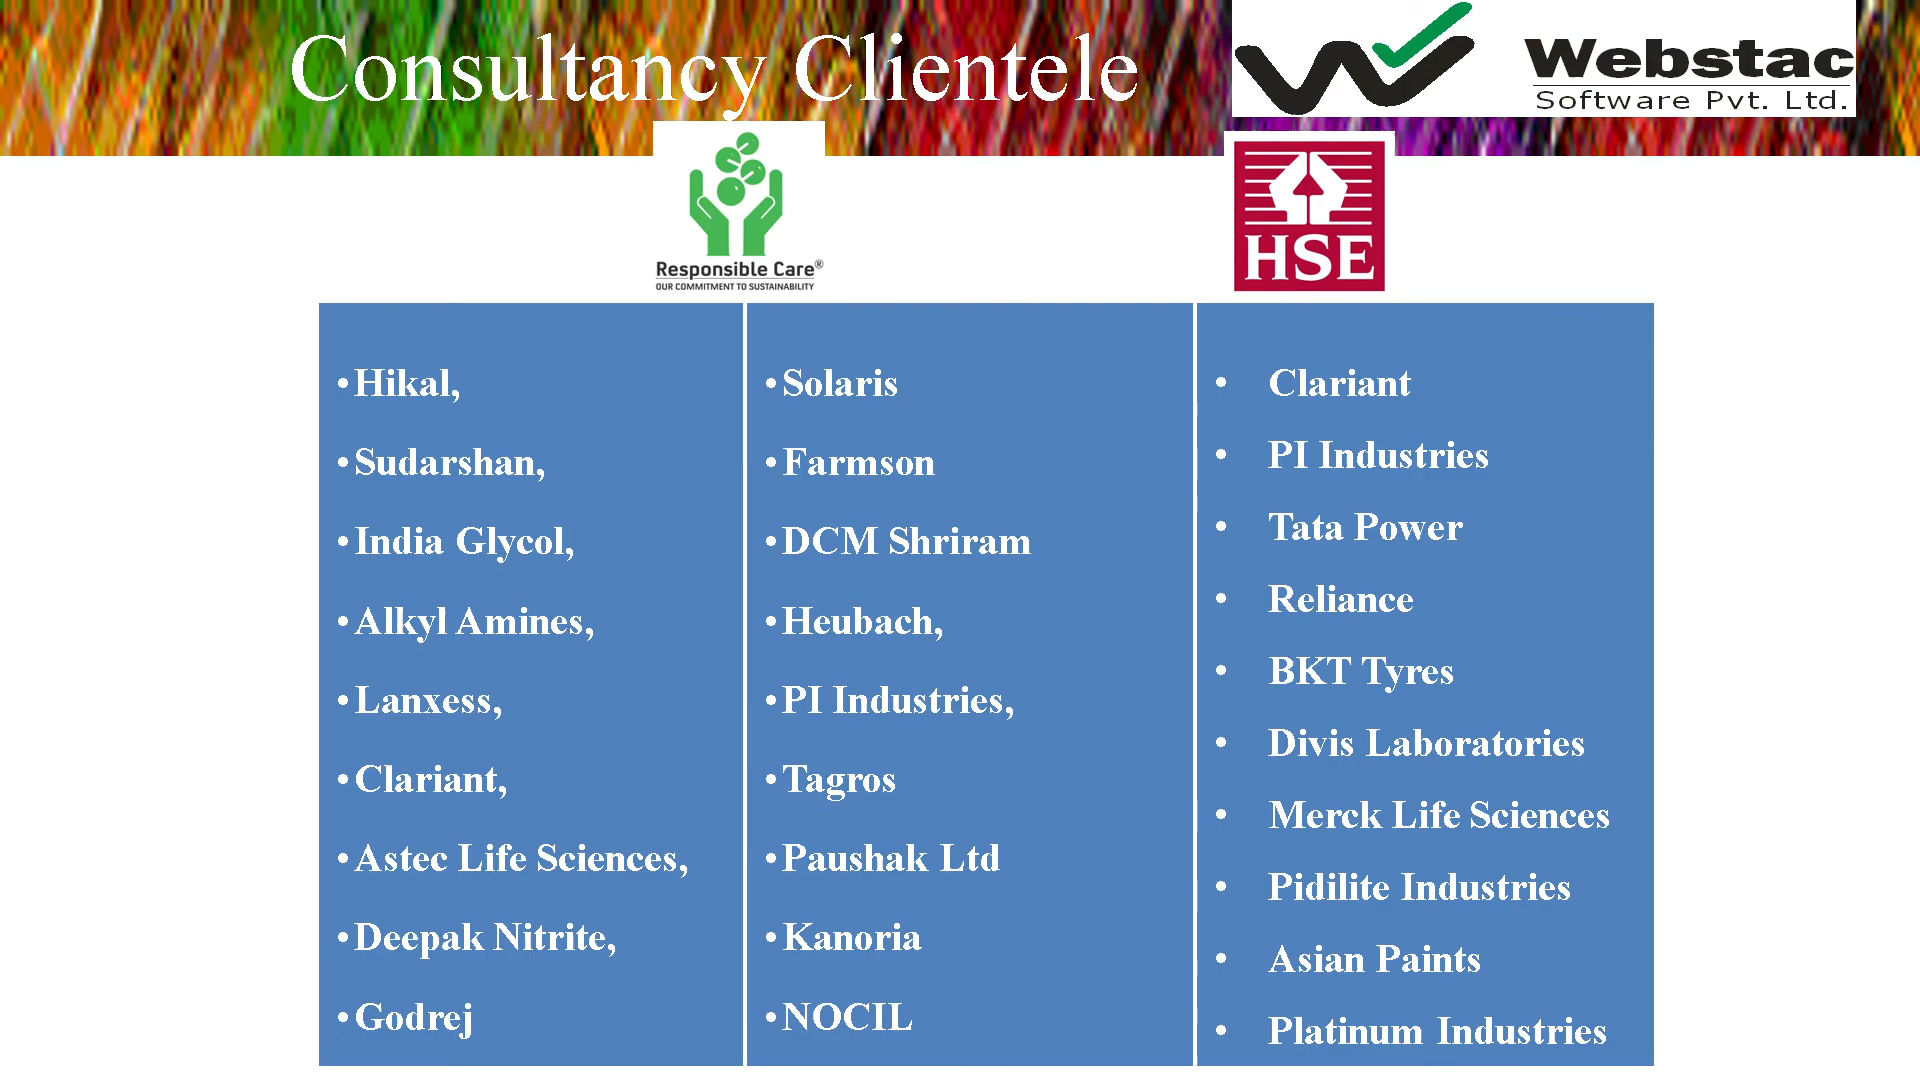 Consultancy Clientele
Webstac
Software Pvt. Ltd.
Responsible Care®
OUR COMMITMENT TO SUSTAINABILITY
HSE
•Hikal,
•Sudarshan,
•India Glycol,
•Alkyl Amines,
•Lanxess,
•Clariant,
•Astec Life Sciences,
•Deepak Nitrite,
•Godrej
•Solaris
•Farmson
•DCM Shriram
•Heubach,
•PI Industries,
•Tagros
•Paushak Ltd
•Kanoria
•NOCIL
• Clariant
• PI Industries
• Tata Power
• Reliance
• BKT Tyres
• Divis Laboratories
• Merck Life Sciences
• Pidilite Industries
• Asian Paints
• Platinum Industries